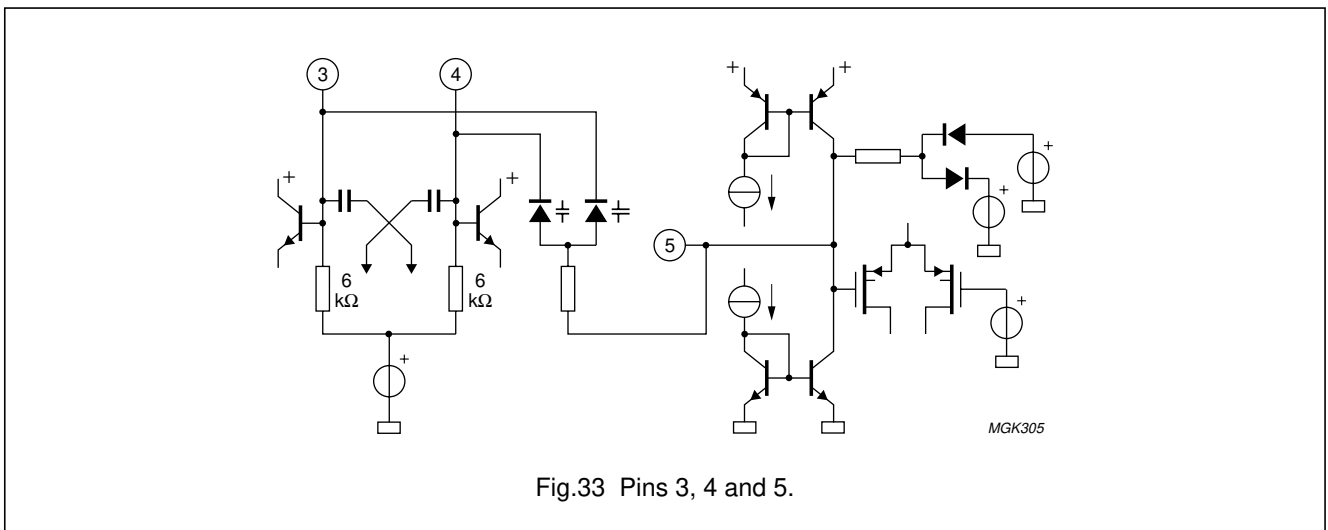 3 4
+ +
+ +
+
+
5
6 kΩ
6 kΩ
+
+
MGK305
Fig.33 Pins 3, 4 and 5.